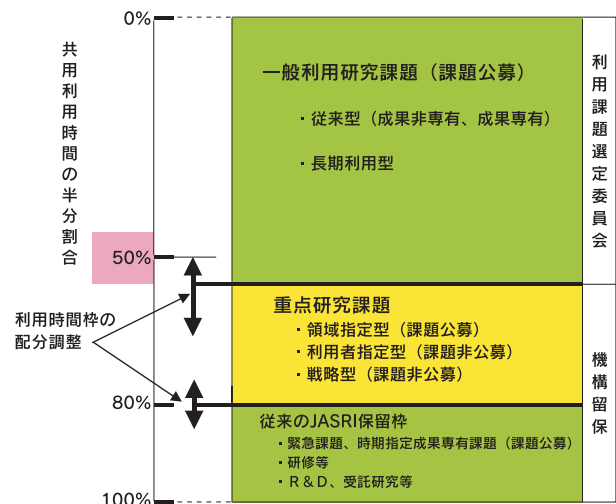 0%
共用利用時間の半分割合
50%
利用時間枠の
配分調整
80%
100%
一般利用研究課題（課題公募）
・従来型（成果非専有、成果専有）
・長期利用型
重点研究課題
・領域指定型（課題公募）
・利用者指定型（課題非公募）
・戦略型（課題非公募）
従来のJASRI保留枠
・緊急課題、時期指定成果専有課題（課題公募）
・研修等
・R＆D、受託研究等
利用課題選定委員会
機構留保